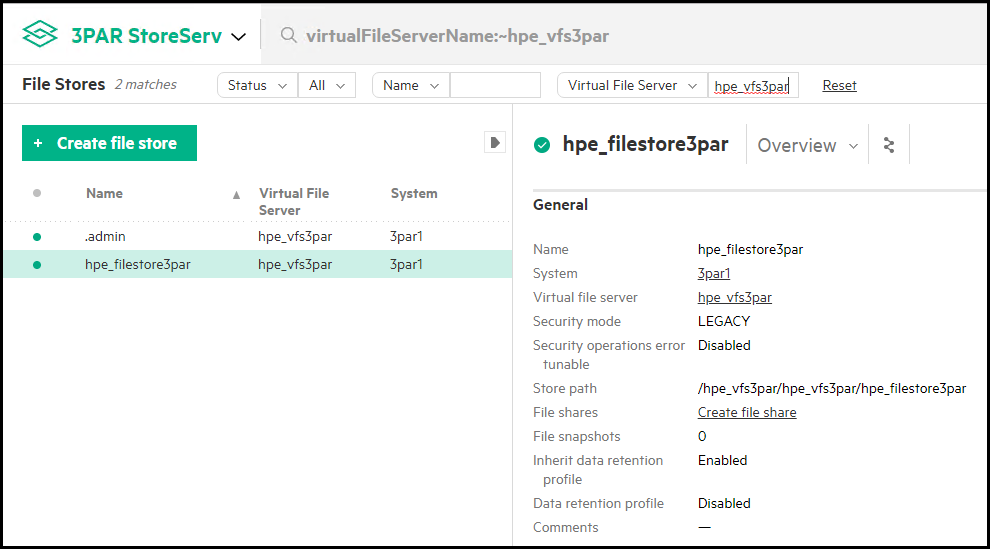 3PAR StoreServ
virtualFileServerName:~hpe_vfs3par
File Stores 2 matches Status All Name Virtual File Server hpe_vfs3par Reset
+ Create file store
Name Virtual File Server System
.admin hpe_vfs3par 3par1
hpe_filestore3par hpe_vfs3par 3par1
hpe_filestore3par Overview
General
Name hpe_filestore3par
System 3par1
Virtual file server hpe_vfs3par
Security mode LEGACY
Security operations error tunable Disabled
Store path /hpe_vfs3par/hpe_vfs3par/hpe_filestore3par
File shares Create file share
File snapshots 0
Inherit data retention profile Enabled
Data retention profile Disabled
Comments —